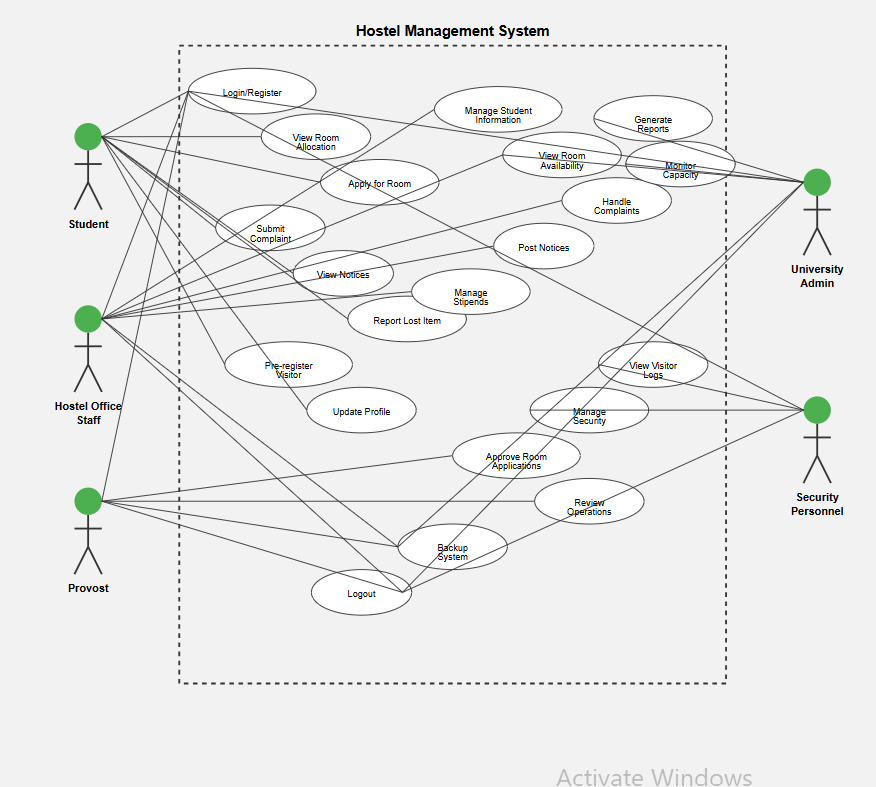 Hostel Management System
Login/Register
Manage Student
Information
Generate
Reports
View Room
Allocation
View Room
Availability
Monitor
Capacity
Apply for Room
Handle
Complaints
Student
Submit
Complaint
Post Notices
University
Admin
View Notices
Manage
Stipends
Report Lost Item
Pre-register
Visitor
View Visitor
Logs
Hostel Office
Staff
Update Profile
Manage
Security
Approve Room
Applications
Security
Personnel
Review
Operations
Backup
System
Provost
Logout
Activate Windows